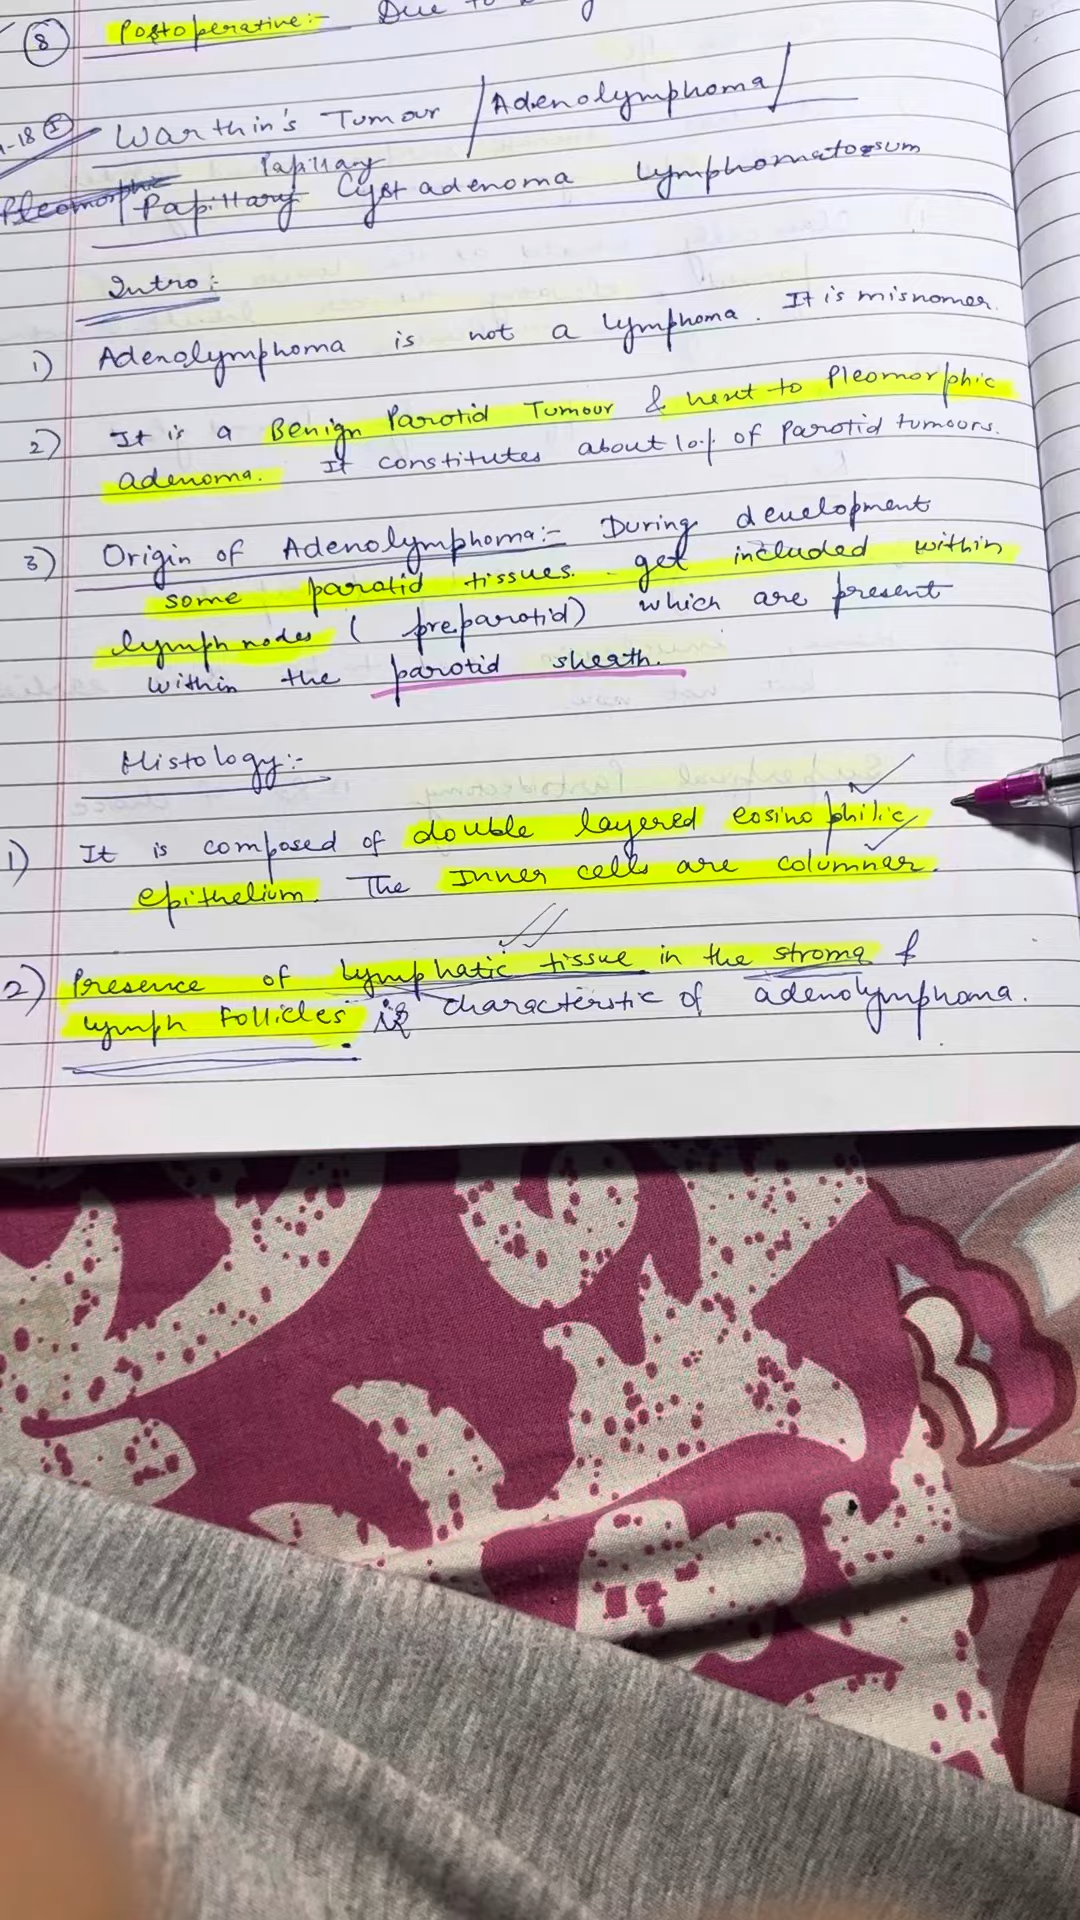 8 Postoperative:- Due to
Warthin's Tumour / Adenolymphoma /
Papillary
Pleomorphic / Papillary Cystadenoma lymphomatosum
Intro:-
1) Adenolymphoma is not a lymphoma. It is misnomer.
2) It is a Benign Parotid Tumour & next to Pleomorphic
adenoma. It constitutes about 10% of Parotid tumours.
3) Origin of Adenolymphoma:- During development
some parotid tissues get included within
lymph nodes ( preparotid) which are present
within the parotid sheath.
Histology:-
1) It is composed of double layered eosinophilic
epithelium. The Inner cells are columner.
2) Presence of lymphatic tissue in the stroma &
lymph Follicles is characterstic of adenolymphoma.